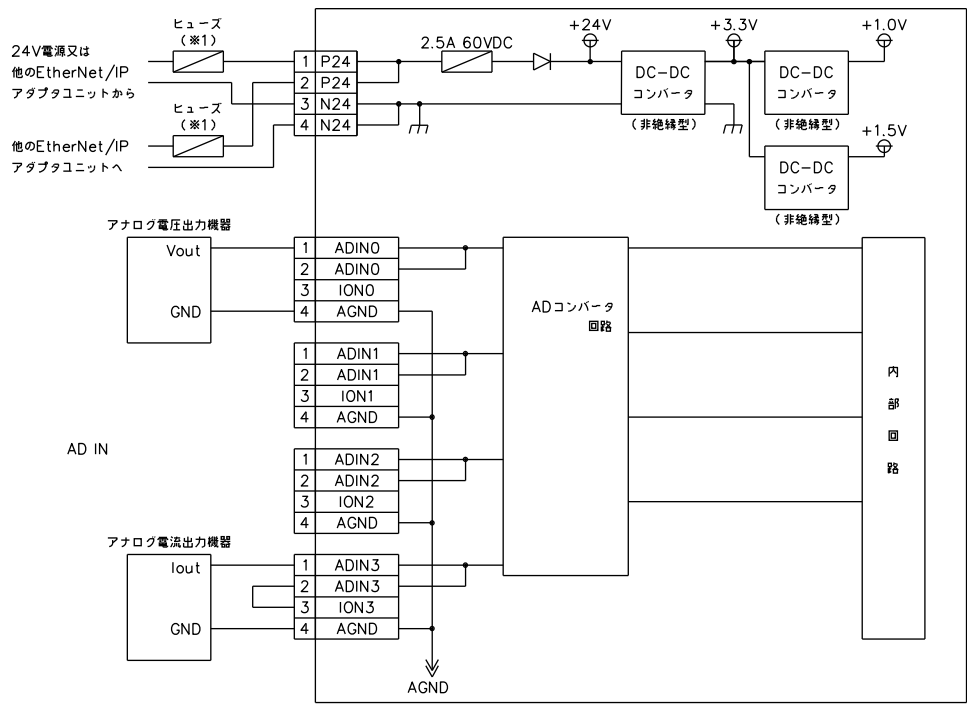 ヒューズ
(※1)
24V電源又は
他のEtherNet/IP
アダプタユニットから
ヒューズ
(※1)
他のEtherNet/IP
アダプタユニットへ
1 P24
2 P24
3 N24
4 N24
2.5A 60VDC
+24V
DC-DC
コンバータ
(非絶縁型)
+3.3V
DC-DC
コンバータ
(非絶縁型)
+1.0V
DC-DC
コンバータ
(非絶縁型)
+1.5V
アナログ電圧出力機器
Vout
GND
1 ADIN0
2 ADIN0
3 ION0
4 AGND
1 ADIN1
2 ADIN1
3 ION1
4 AGND
AD IN
1 ADIN2
2 ADIN2
3 ION2
4 AGND
アナログ電流出力機器
Iout
GND
1 ADIN3
2 ADIN3
3 ION3
4 AGND
AGND
ADコンバータ
回路
内
部
回
路